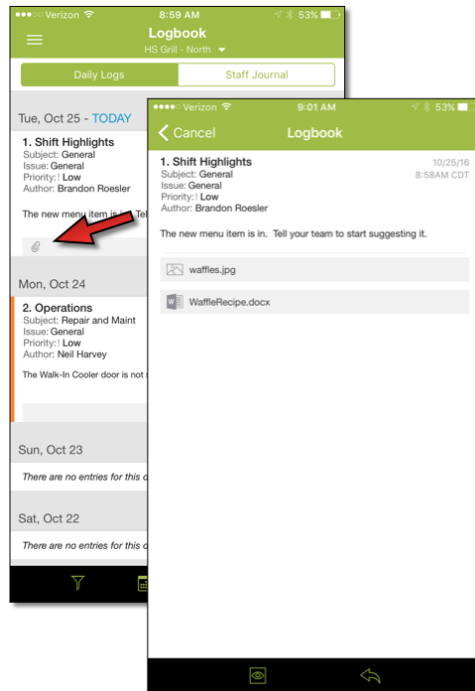 Verizon
8:59 AM
53%
Logbook
HS Grill - North
Daily Logs
Staff Journal
Tue, Oct 25 - TODAY
1. Shift Highlights
Subject: General
Issue: General
Priority:! Low
Author: Brandon Roesler
The new menu item is in. Tel
Mon, Oct 24
2. Operations
Subject: Repair and Maint
Issue: General
Priority:! Low
Author: Neil Harvey
The Walk-In Cooler door is not
Sun, Oct 23
There are no entries for this
Sat, Oct 22
There are no entries for this
Verizon
9:01 AM
53%
Cancel
Logbook
1. Shift Highlights
10/25/16
Subject: General
8:58AM CDT
Issue: General
Priority:! Low
Author: Brandon Roesler
The new menu item is in. Tell your team to start suggesting it.
waffles.jpg
WaffleRecipe.docx